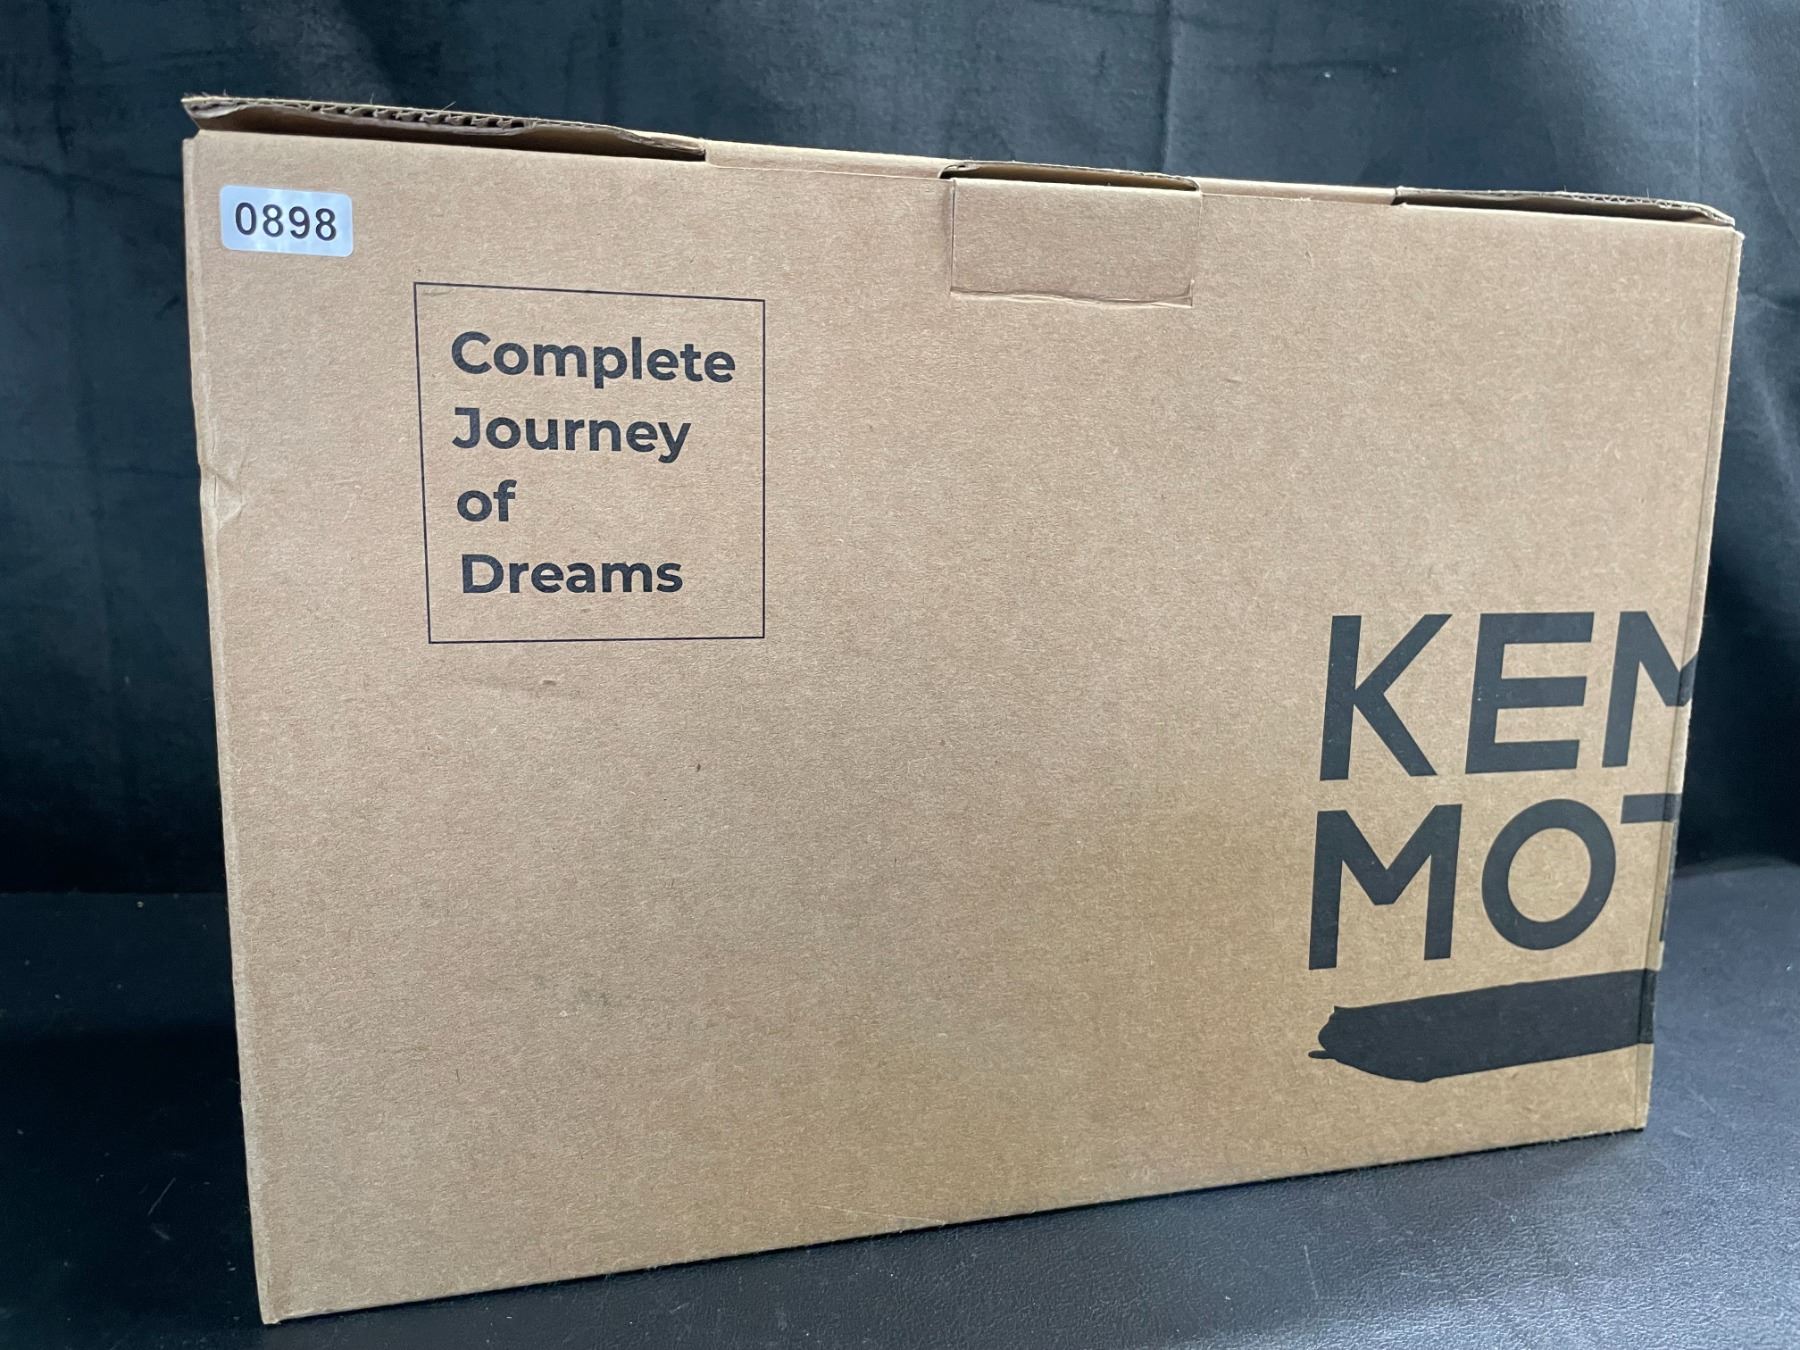 0898
Complete
Journey
of
Dreams
KEM
MOT